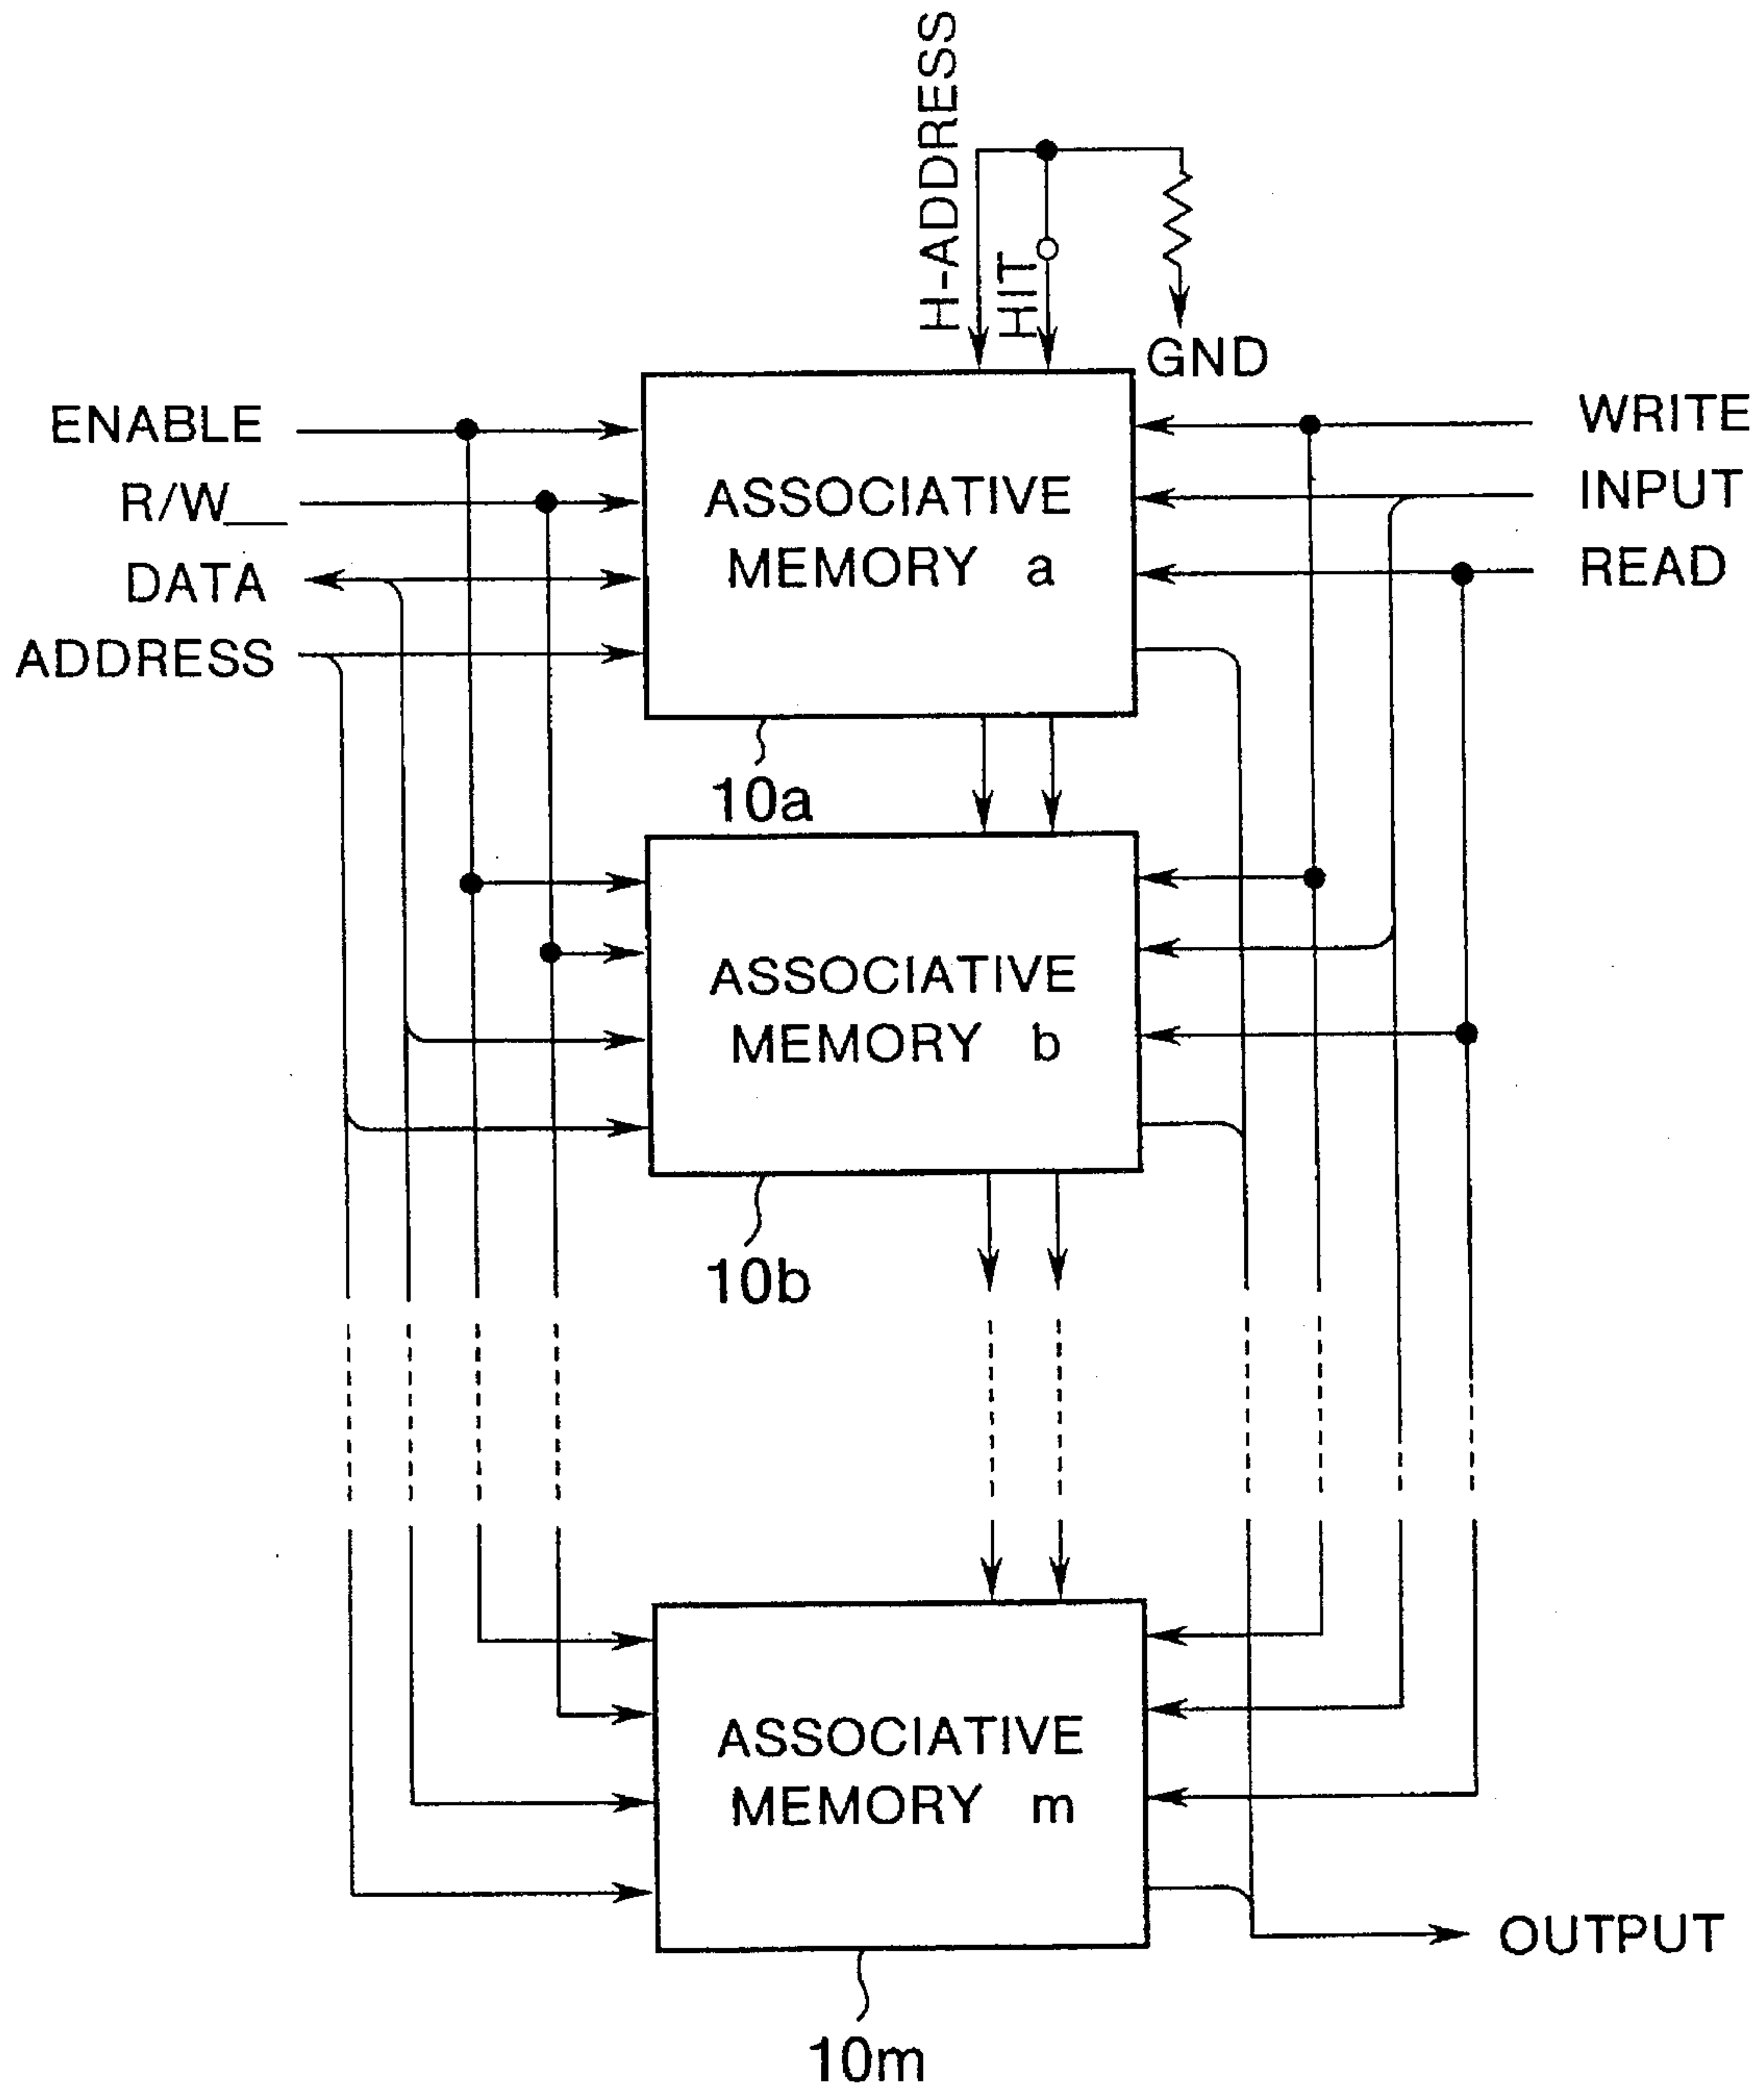 H-ADDRESS
HIT
GND
ENABLE
R/W__
DATA
ADDRESS
WRITE
INPUT
READ
ASSOCIATIVE
MEMORY a
10a
ASSOCIATIVE
MEMORY b
10b
ASSOCIATIVE
MEMORY m
10m
OUTPUT